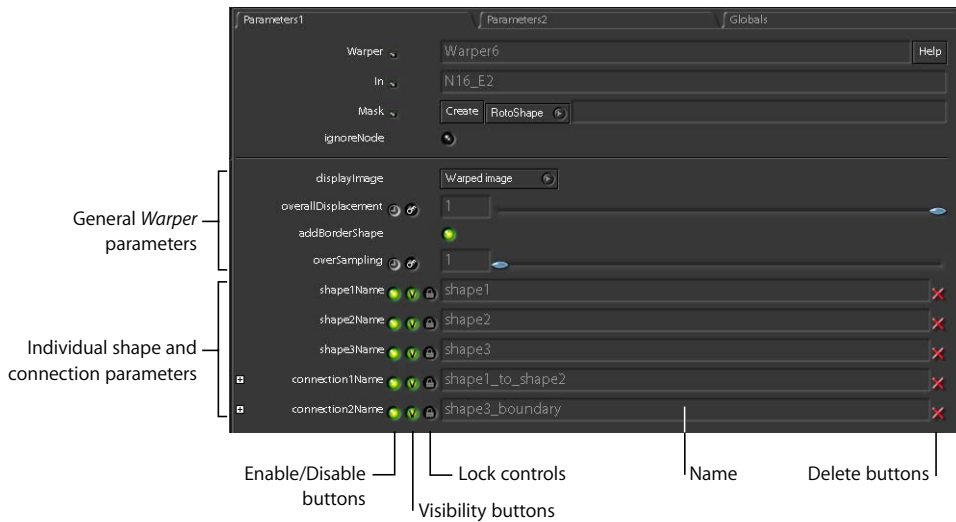 Parameters1 Parameters2 Globals
Warper Warper6 Help
In N16_E2
Mask Create RotoShape
ignoreNode
displayImage Warped image
overallDisplacement 1
addBorderShape
overSampling 1
General Warper
parameters
shape1Name V shape1
shape2Name V shape2
shape3Name V shape3
connection1Name V shape1_to_shape2
connection2Name V shape3_boundary
Individual shape and
connection parameters
Enable/Disable
buttons
Lock controls
Name
Delete buttons
Visibility buttons